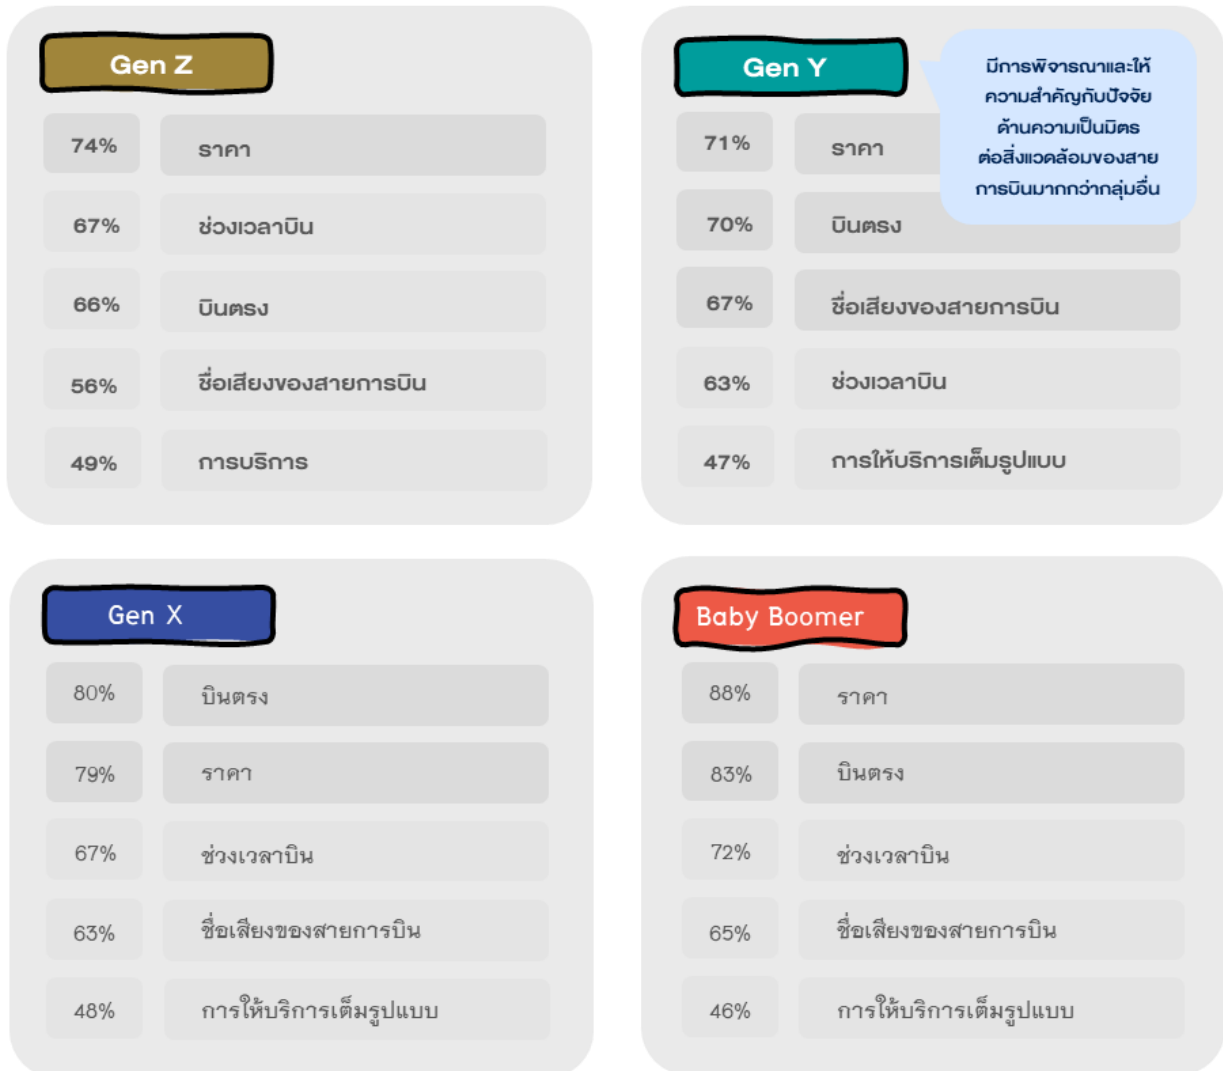 Gen Z
74% ราคา
67% ช่วงเวลาบิน
66% บินตรง
56% ชื่อเสียงของสายการบิน
49% การบริการ
Gen Y
มีการพิจารณาและให้
ความสำคัญกับปัจจัย
ด้านความเป็นมิตร
ต่อสิ่งแวดล้อมของสาย
การบินมากกว่ากลุ่มอื่น
71% ราคา
70% บินตรง
67% ชื่อเสียงของสายการบิน
63% ช่วงเวลาบิน
47% การให้บริการเต็มรูปแบบ
Gen X
80% บินตรง
79% ราคา
67% ช่วงเวลาบิน
63% ชื่อเสียงของสายการบิน
48% การให้บริการเต็มรูปแบบ
Baby Boomer
88% ราคา
83% บินตรง
72% ช่วงเวลาบิน
65% ชื่อเสียงของสายการบิน
46% การให้บริการเต็มรูปแบบ